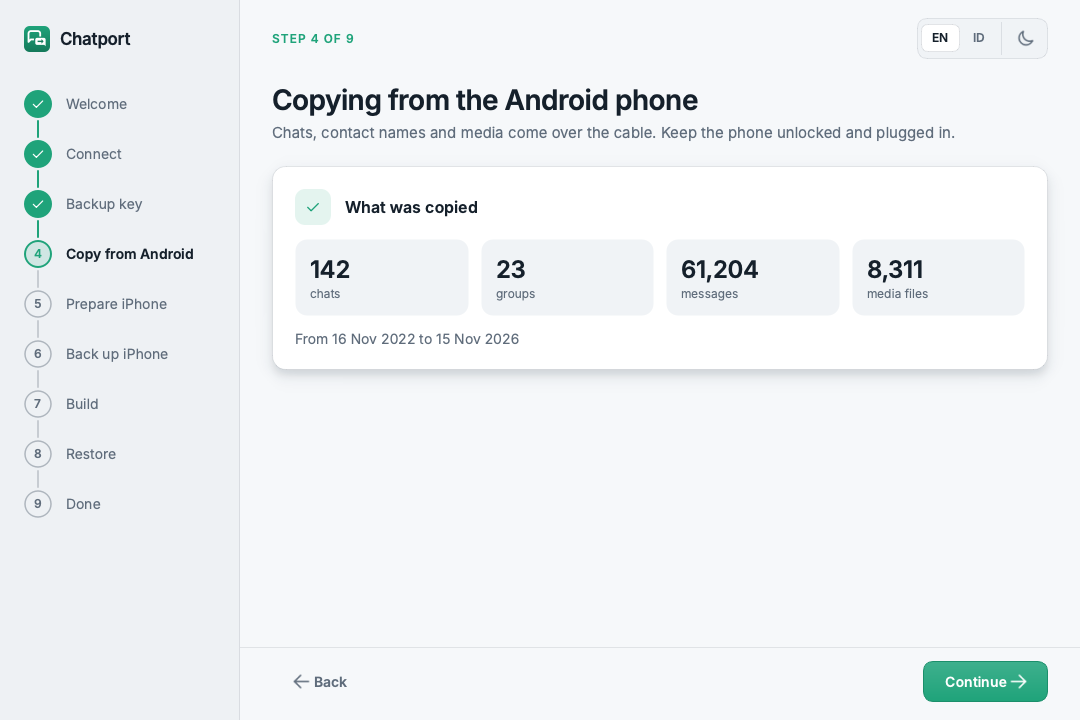 Chatport
Welcome
Connect
Backup key
4 Copy from Android
5 Prepare iPhone
6 Back up iPhone
7 Build
8 Restore
9 Done
STEP 4 OF 9
EN ID
Copying from the Android phone
Chats, contact names and media come over the cable. Keep the phone unlocked and plugged in.
What was copied
142 23 61,204 8,311
chats groups messages media files
From 16 Nov 2022 to 15 Nov 2026
Back Continue